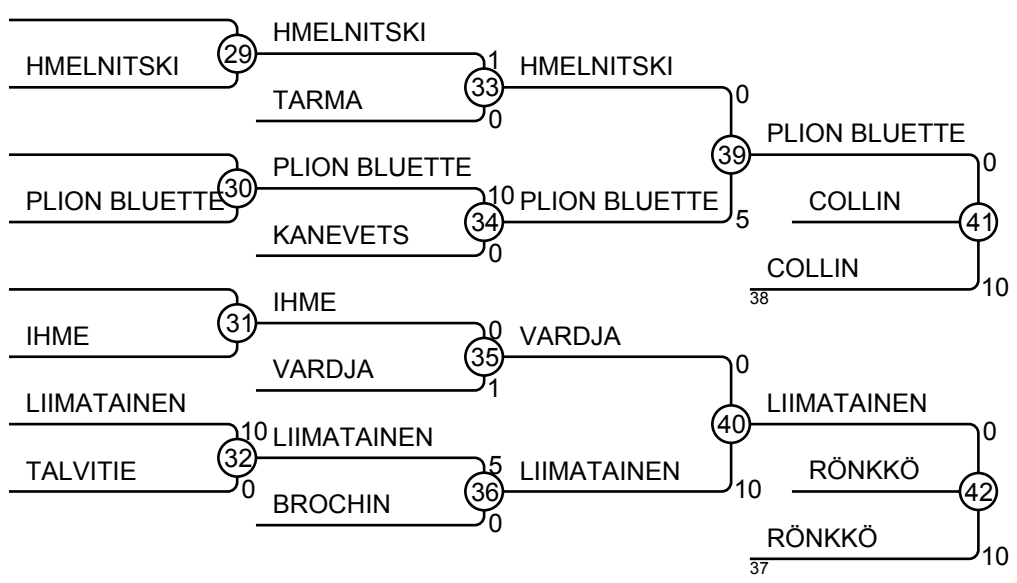 HMELNITSKI
29
HMELNITSKI
1
33
TARMA
0
HMELNITSKI
0
PLION BLUETTE
30
PLION BLUETTE
10
34
KANEVETS
0
PLION BLUETTE
5
39
PLION BLUETTE
0
COLLIN
41
COLLIN
38
10
IHME
31
IHME
0
35
VARDJA
1
VARDJA
0
LIIMATAINEN
10
32
TALVITIE
0
LIIMATAINEN
5
36
BROCHIN
0
LIIMATAINEN
10
40
LIIMATAINEN
0
RÖNKKÖ
42
RÖNKKÖ
37
10